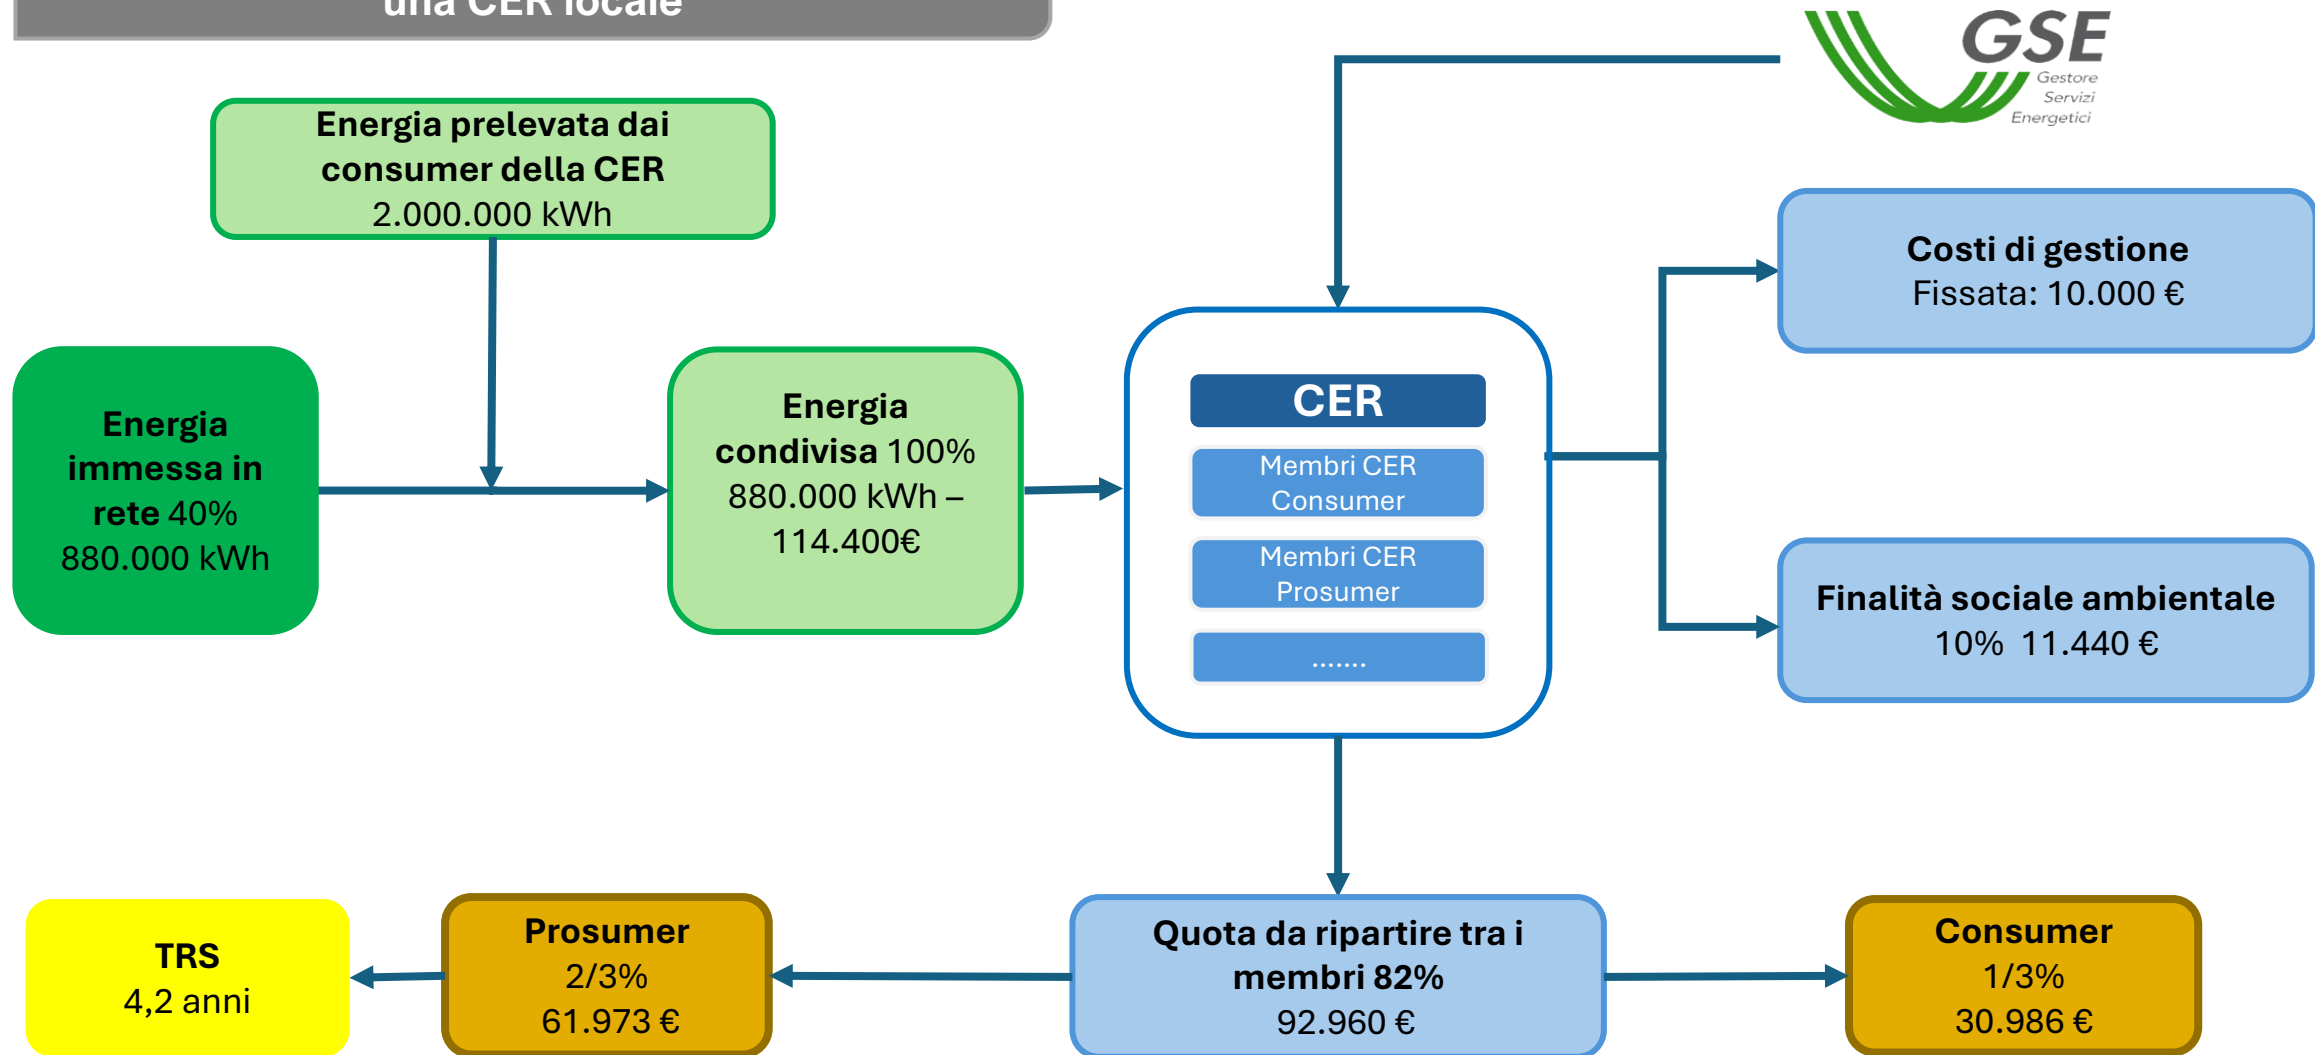 una CER locale
GSE
Gestore
Servizi
Energetici
Energia prelevata dai
consumer della CER
2.000.000 kWh
Costi di gestione
Fissata: 10.000 €
Energia
immessa in
rete 40%
880.000 kWh
Energia
condivisa 100%
880.000 kWh –
114.400€
CER
Membri CER
Consumer
Membri CER
Prosumer
.......
Finalità sociale ambientale
10% 11.440 €
TRS
4,2 anni
Prosumer
2/3%
61.973 €
Quota da ripartire tra i
membri 82%
92.960 €
Consumer
1/3%
30.986 €